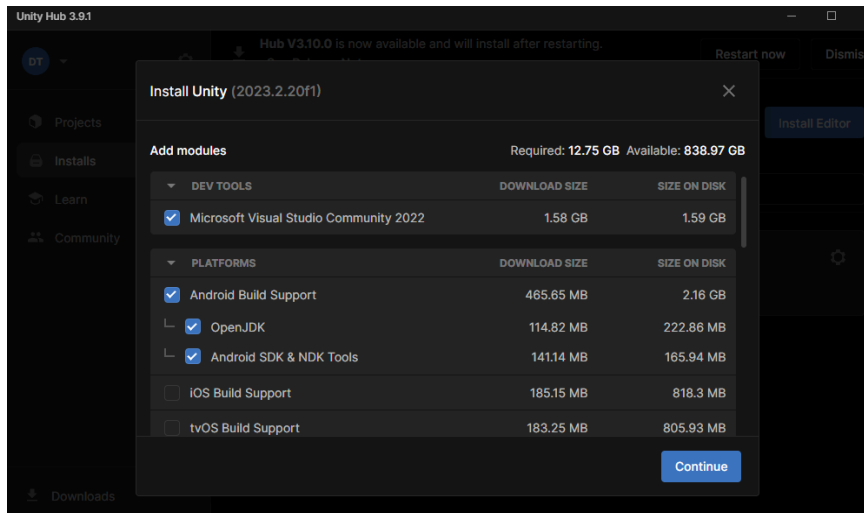 Unity Hub 3.9.1
Hub V3.10.0 is now available and will install after restarting.
DT
Restart now
Dismis
Install Unity (2023.2.20f1)
Projects
Install Editor
Add modules
Required: 12.75 GB Available: 838.97 GB
Installs
DEV TOOLS DOWNLOAD SIZE SIZE ON DISK
Learn
Microsoft Visual Studio Community 2022 1.58 GB 1.59 GB
Community
PLATFORMS DOWNLOAD SIZE SIZE ON DISK
Android Build Support 465.65 MB 2.16 GB
OpenJDK 114.82 MB 222.86 MB
Android SDK & NDK Tools 141.14 MB 165.94 MB
iOS Build Support 185.15 MB 818.3 MB
tvOS Build Support 183.25 MB 805.93 MB
Continue
Downloads